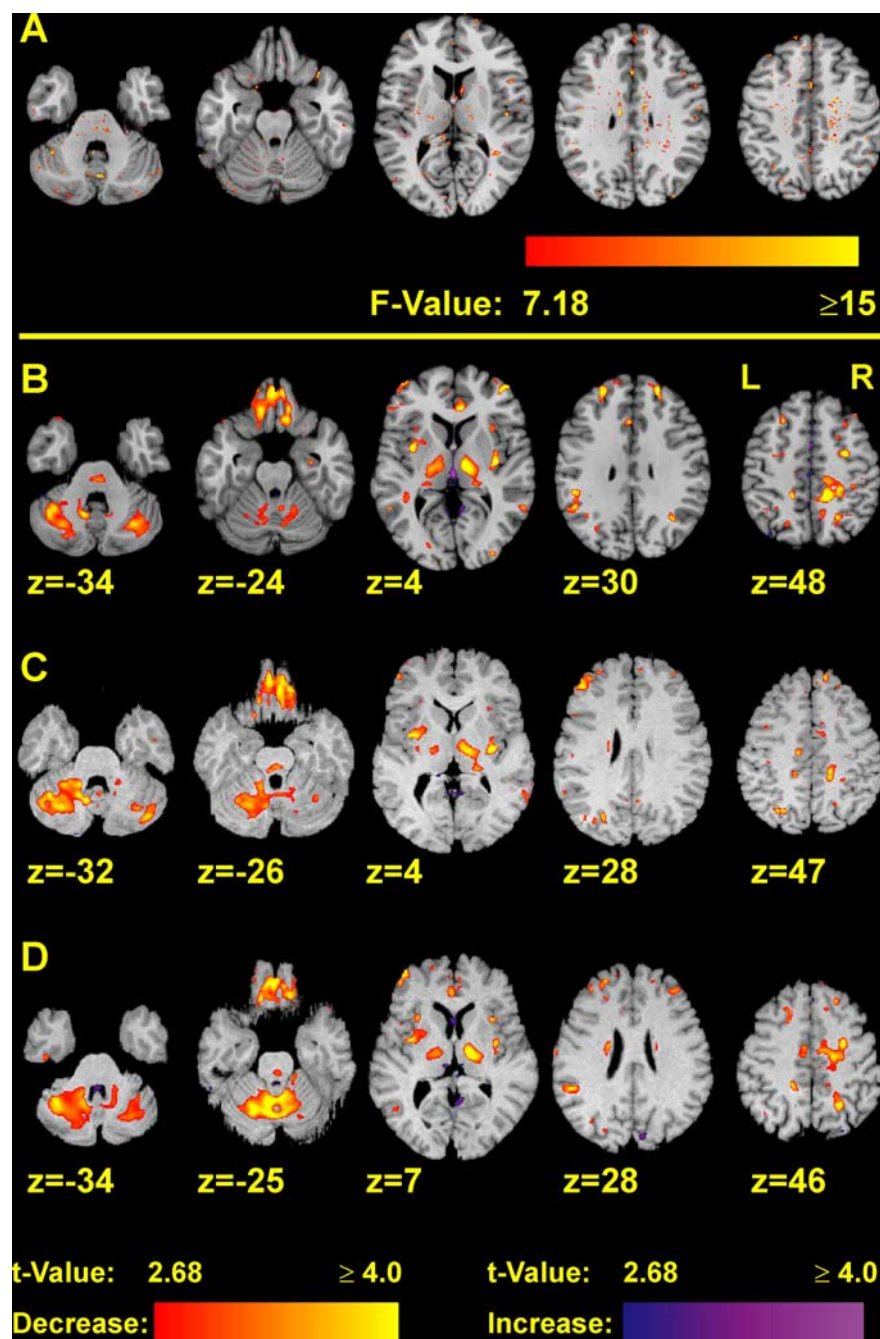 A
F-Value: 7.18 ≥15
B L R
z=-34 z=-24 z=4 z=30 z=48
C
z=-32 z=-26 z=4 z=28 z=47
D
z=-34 z=-25 z=7 z=28 z=46
t-Value: 2.68 ≥ 4.0 t-Value: 2.68 ≥ 4.0
Decrease: Increase: